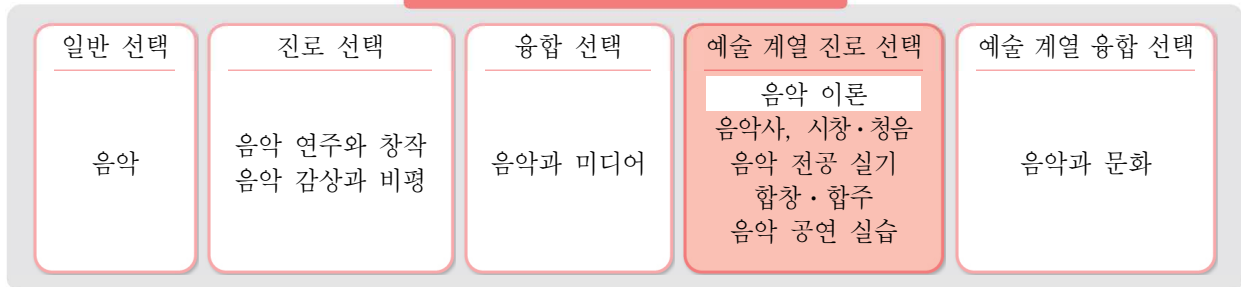 일반 선택
음악
진로 선택
음악 연주와 창작
음악 감상과 비평
융합 선택
음악과 미디어
예술 계열 진로 선택
음악 이론
음악사, 시창·청음
음악 전공 실기
합창·합주
음악 공연 실습
예술 계열 융합 선택
음악과 문화